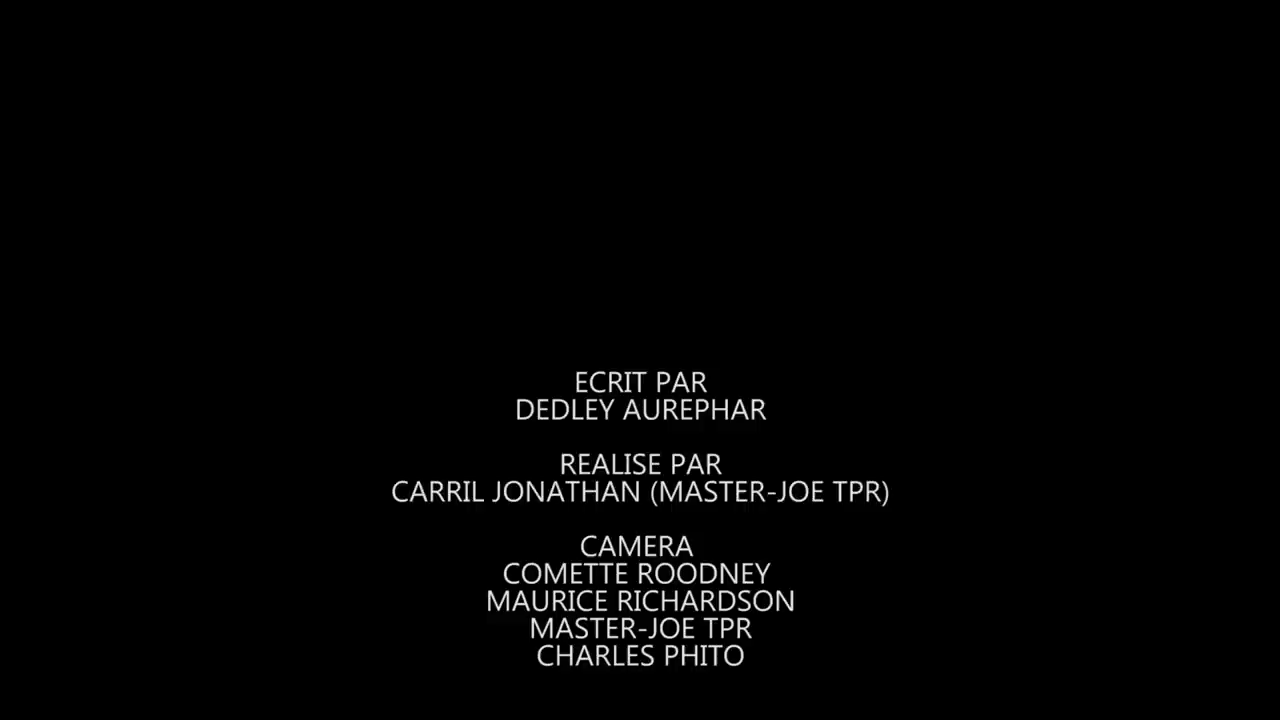 ECRIT PAR
DEDLEY AUREPHAR
REALISE PAR
CARRIL JONATHAN (MASTER-JOE TPR)
CAMERA
COMETTE ROODNEY
MAURICE RICHARDSON
MASTER-JOE TPR
CHARLES PHITO